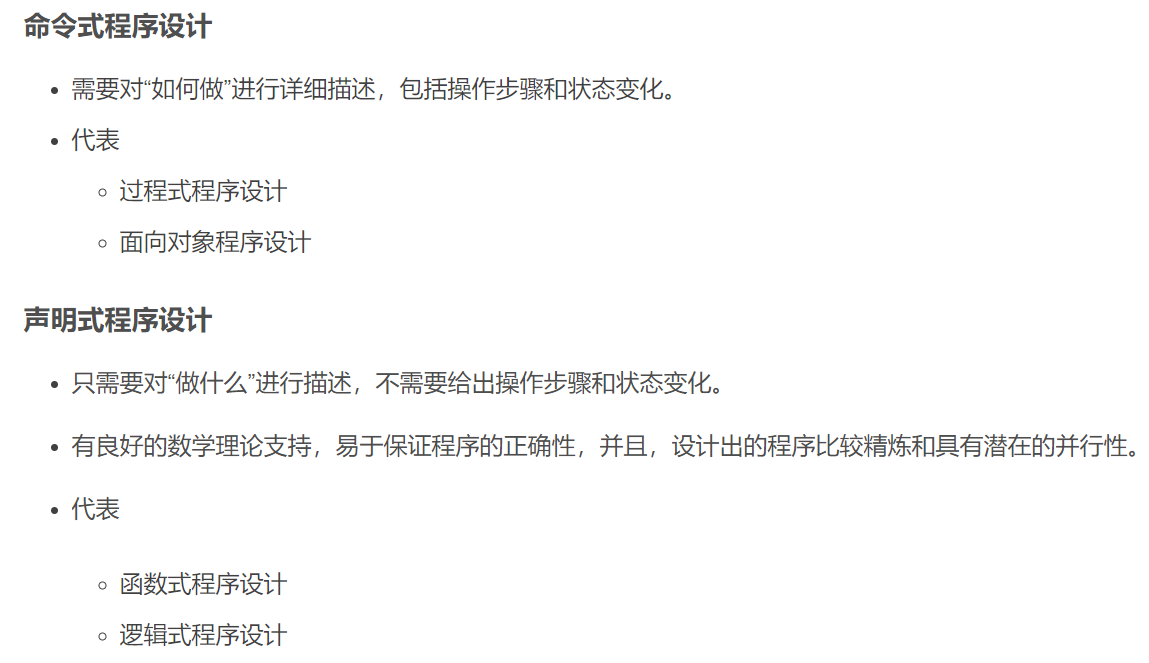 命令式程序设计
需要对“如何做”进行详细描述，包括操作步骤和状态变化。
代表
过程式程序设计
面向对象程序设计
声明式程序设计
只需要对“做什么”进行描述，不需要给出操作步骤和状态变化。
有良好的数学理论支持，易于保证程序的正确性，并且，设计出的程序比较精炼和具有潜在的并行性。
代表
函数式程序设计
逻辑式程序设计